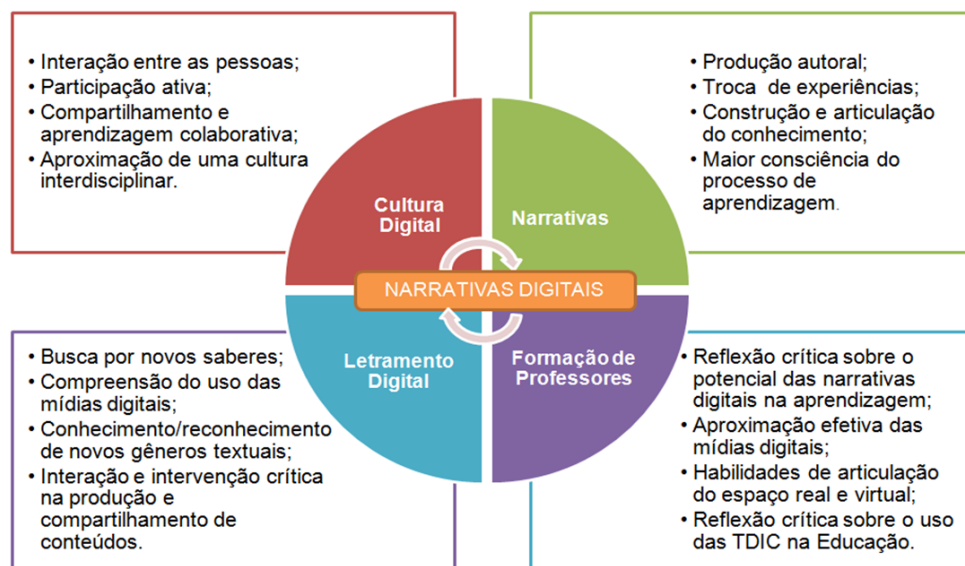 • Interação entre as pessoas;
• Participação ativa;
• Compartilhamento e
aprendizagem colaborativa;
• Aproximação de uma cultura
interdisciplinar.
• Produção autoral;
• Troca de experiências;
• Construção e articulação
do conhecimento;
• Maior consciência do
processo de
aprendizagem.
Cultura
Digital
Narrativas
NARRATIVAS DIGITAIS
Letramento
Digital
Formação de
Professores
• Busca por novos saberes;
• Compreensão do uso das
mídias digitais;
• Conhecimento/reconhecimento
de novos gêneros textuais;
• Interação e intervenção crítica
na produção e
compartilhamento de
conteúdos.
• Reflexão crítica sobre o
potencial das narrativas
digitais na aprendizagem;
• Aproximação efetiva das
mídias digitais;
• Habilidades de articulação
do espaço real e virtual;
• Reflexão crítica sobre o uso
das TDIC na Educação.